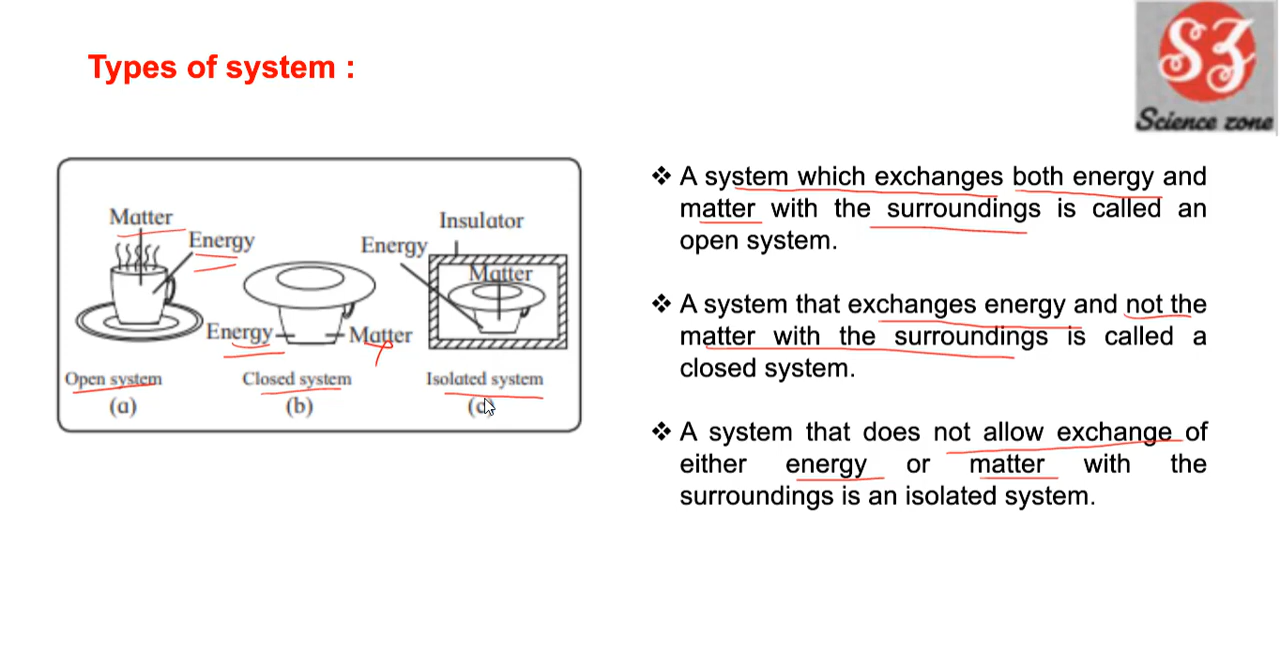 Types of system :
SZ
Science zone
Matter
Energy
Open system
(a)
Energy
Matter
Closed system
(b)
Insulator
Energy
Matter
Isolated system
❖ A system which exchanges both energy and
matter with the surroundings is called an
open system.
❖ A system that exchanges energy and not the
matter with the surroundings is called a
closed system.
❖ A system that does not allow exchange of
either energy or matter with the
surroundings is an isolated system.